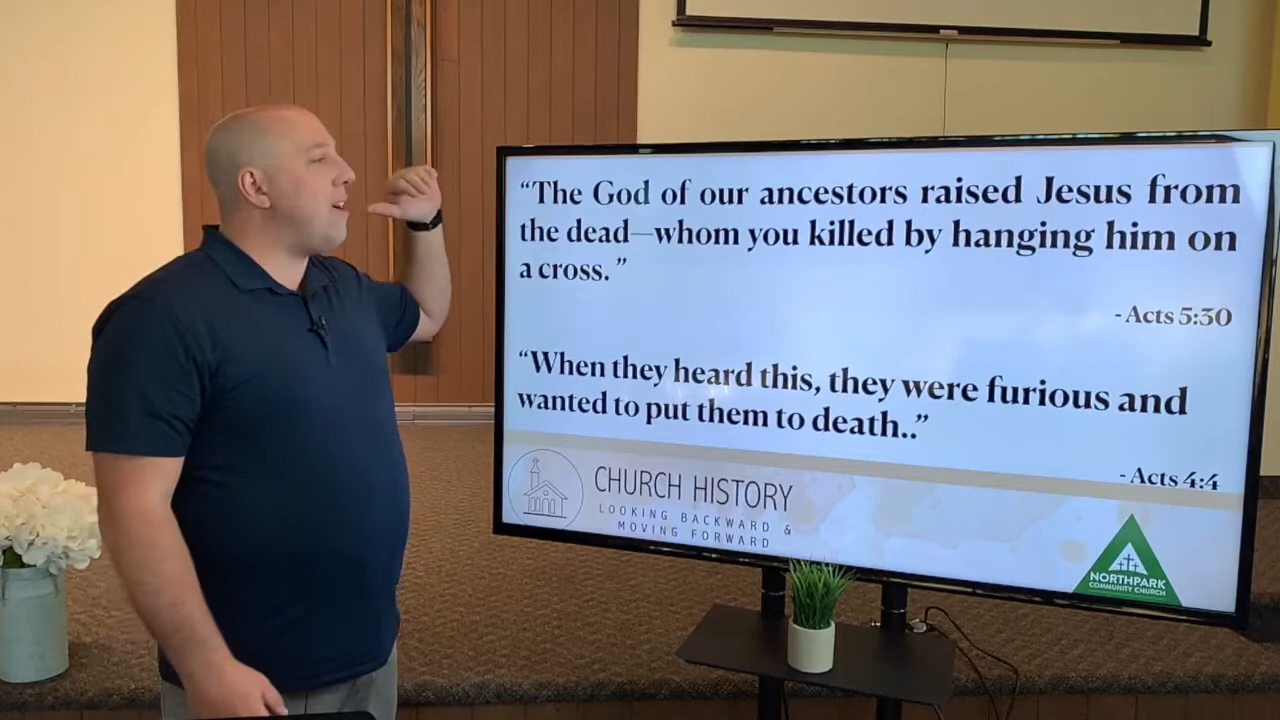 “The God of our ancestors raised Jesus from
the dead—whom you killed by hanging him on
a cross. ”
- Acts 5:30
“When they heard this, they were furious and
wanted to put them to death..”
- Acts 4:4
CHURCH HISTORY
LOOKING BACKWARD &
MOVING FORWARD
NORTHPARK
COMMUNITY CHURCH